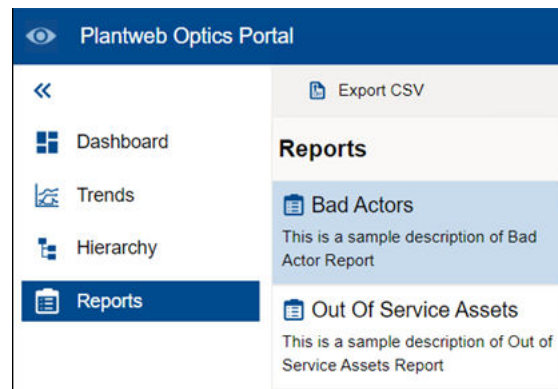 Plantweb Optics Portal
Dashboard
Trends
Hierarchy
Reports
Export CSV
Reports
Bad Actors
This is a sample description of Bad
Actor Report
Out Of Service Assets
This is a sample description of Out of
Service Assets Report